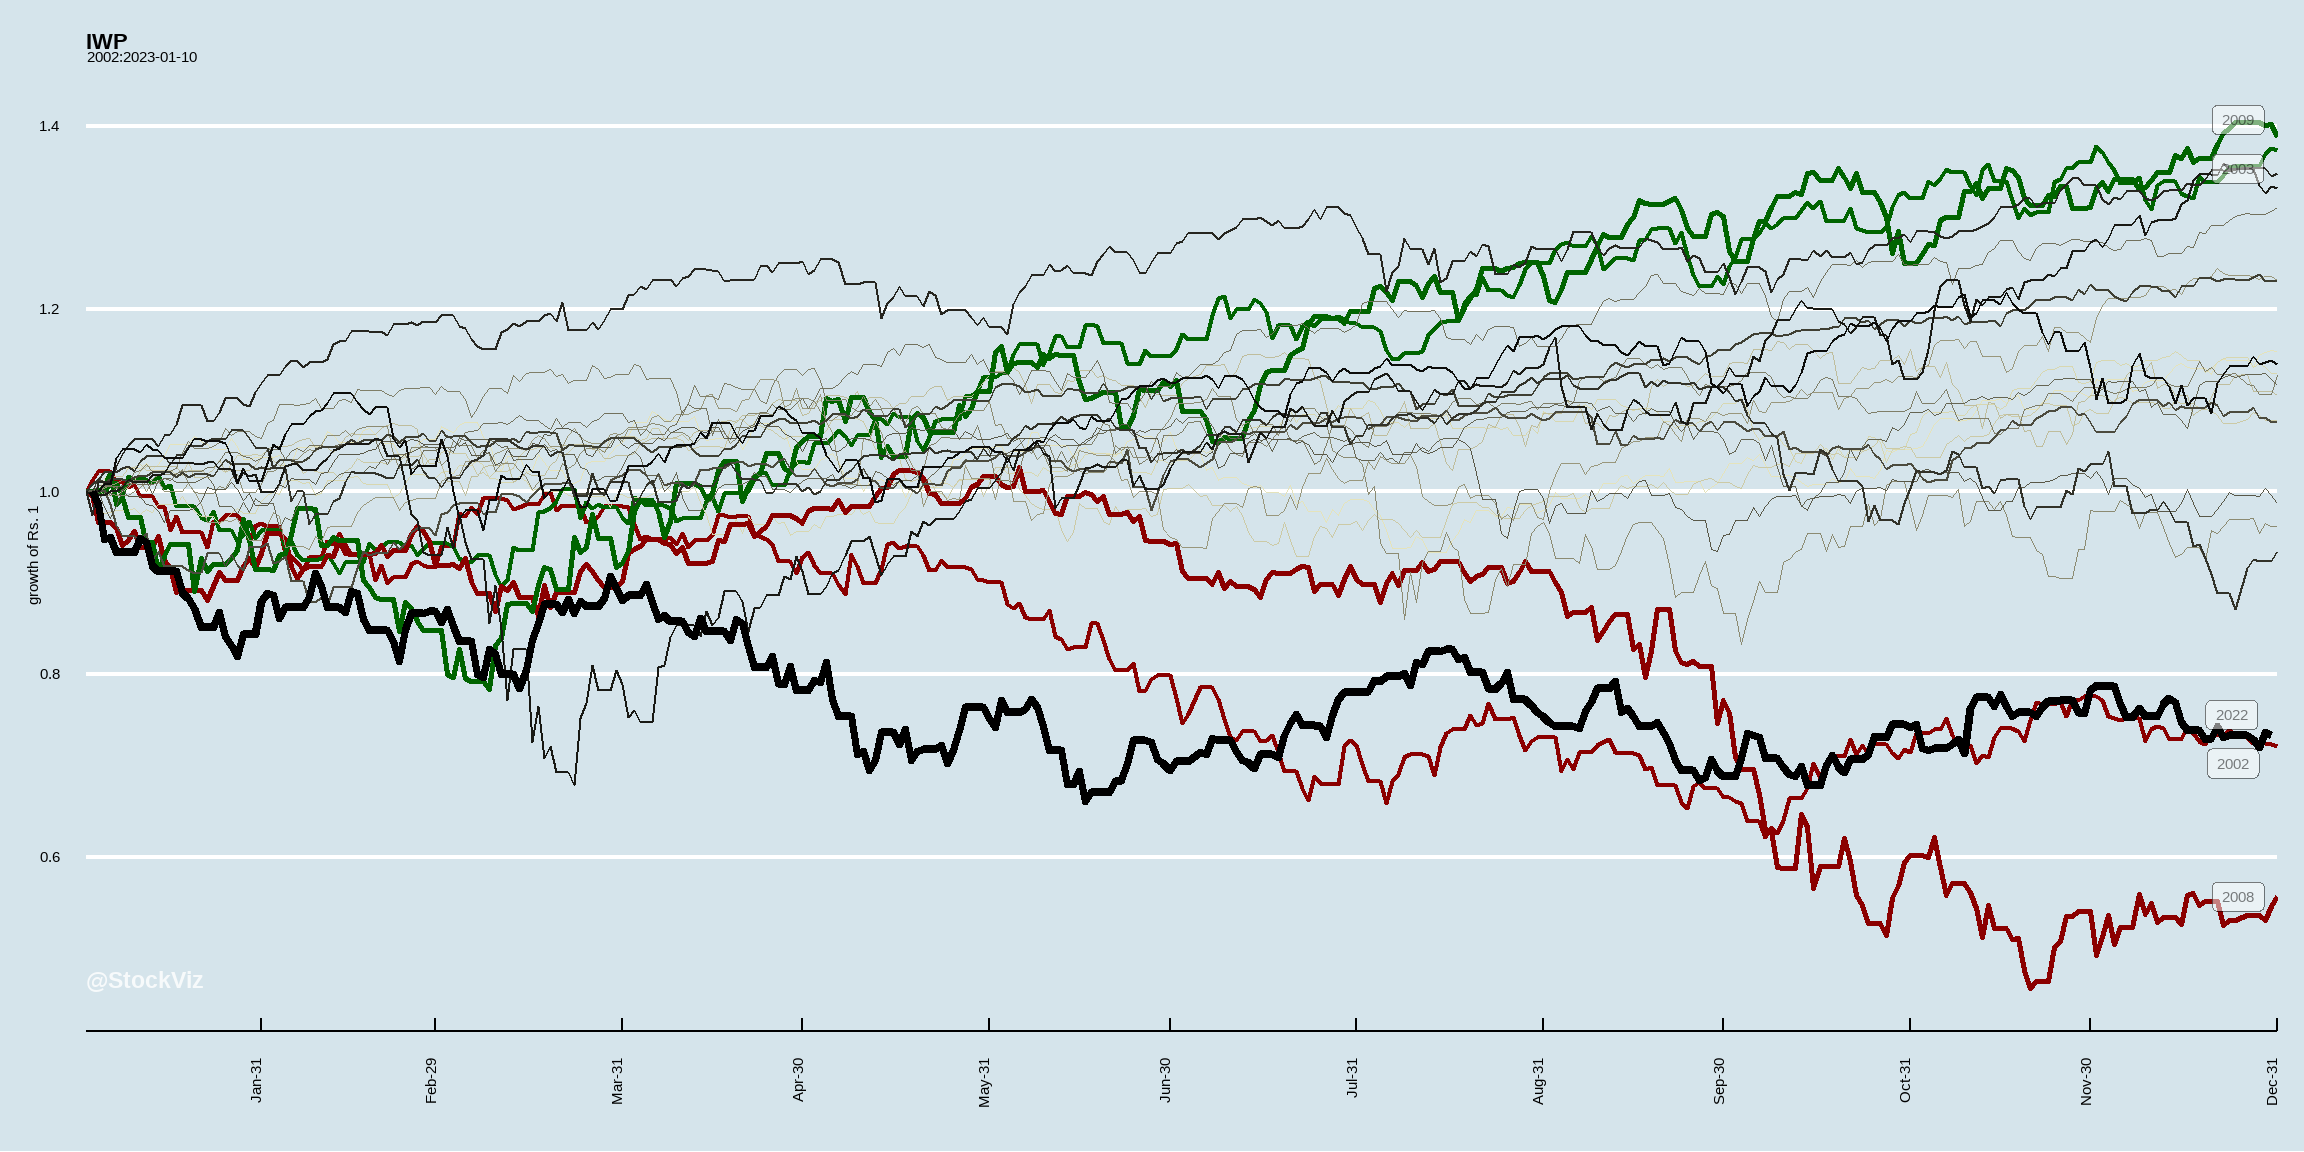 IWP
2002:2023-01-10
1.4
1.2
1.0
0.8
0.6
growth of Rs. 1
2009
2003
2022
2002
2008
@StockViz
Jan-31
Feb-29
Mar-31
Apr-30
May-31
Jun-30
Jul-31
Aug-31
Sep-30
Oct-31
Nov-30
Dec-31